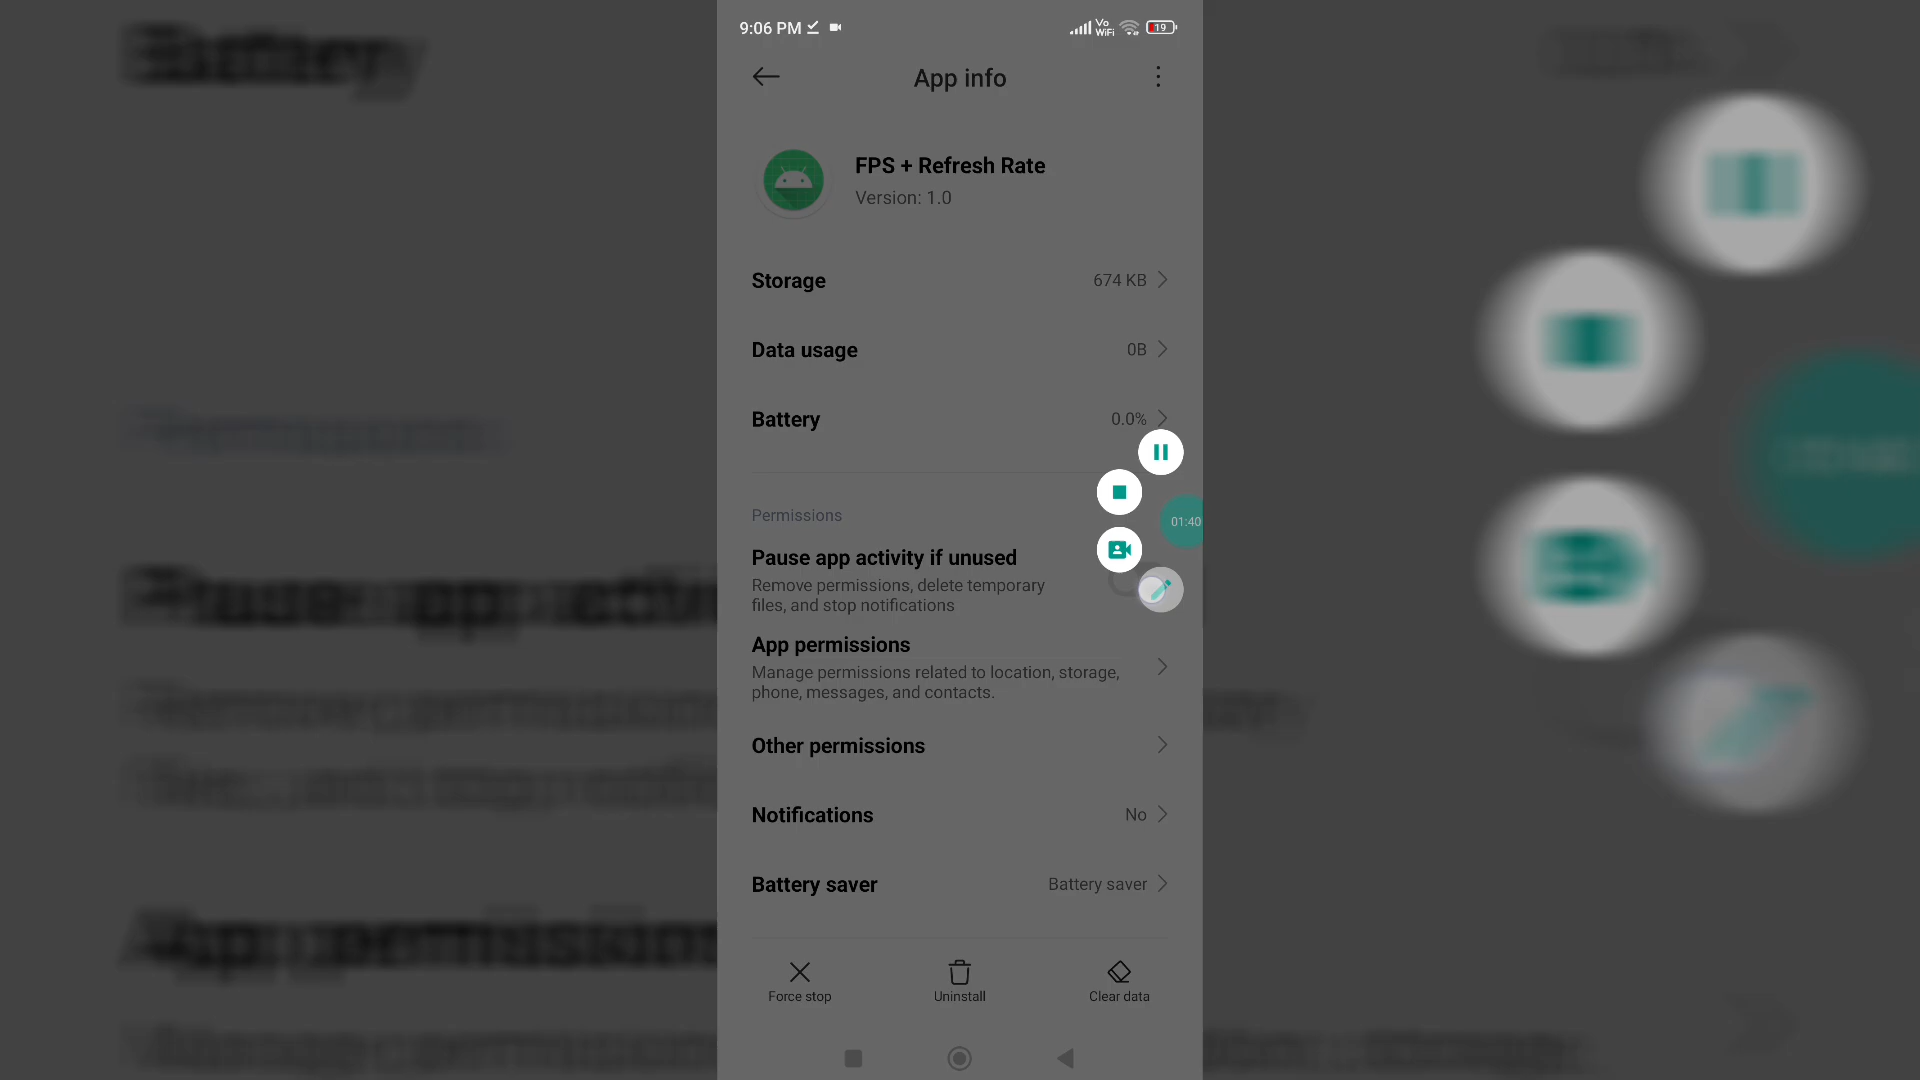 9:06 PM
Vo
WiFi
19
App info
FPS + Refresh Rate
Version: 1.0
Storage 674 KB
Data usage 0B
Battery 0.0%
Permissions
01:40
Pause app activity if unused
Remove permissions, delete temporary
files, and stop notifications
App permissions
Manage permissions related to location, storage,
phone, messages, and contacts.
Other permissions
Notifications No
Battery saver Battery saver
Force stop Uninstall Clear data